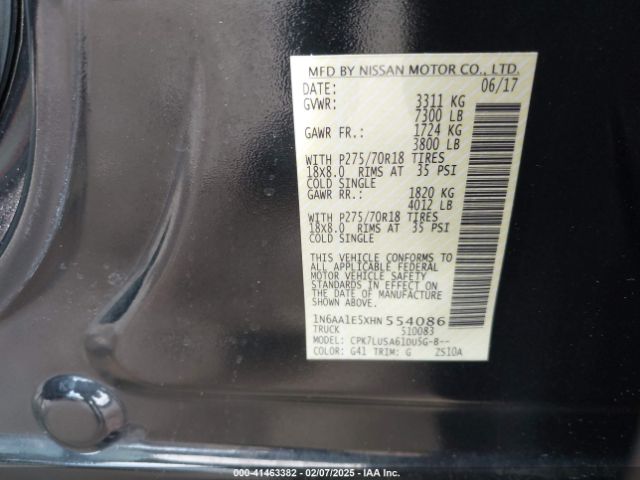 MFD BY NISSAN MOTOR CO., LTD.
DATE: 06/17
GVWR: 3311 KG
7300 LB
GAWR FR.: 1724 KG
3800 LB
WITH P275/70R18 TIRES
18X8.0 RIMS AT 35 PSI
COLD SINGLE
GAWR RR.: 1820 KG
4012 LB
WITH P275/70R18 TIRES
18X8.0 RIMS AT 35 PSI
COLD SINGLE
THIS VEHICLE CONFORMS TO
ALL APPLICABLE FEDERAL
MOTOR VEHICLE SAFETY
STANDARDS IN EFFECT ON
THE DATE OF MANUFACTURE
SHOWN ABOVE.
1N6AA1E5XHN554086
TRUCK 510083
MODEL: CPK7LUSA61DU5G-8--
COLOR: G41 TRIM: G ZS10A
000-41463382 - 02/07/2025 - IAA Inc.